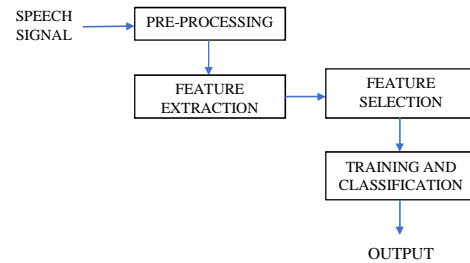 SPEECH
SIGNAL
PRE-PROCESSING
FEATURE
EXTRACTION
FEATURE
SELECTION
TRAINING AND
CLASSIFICATION
OUTPUT